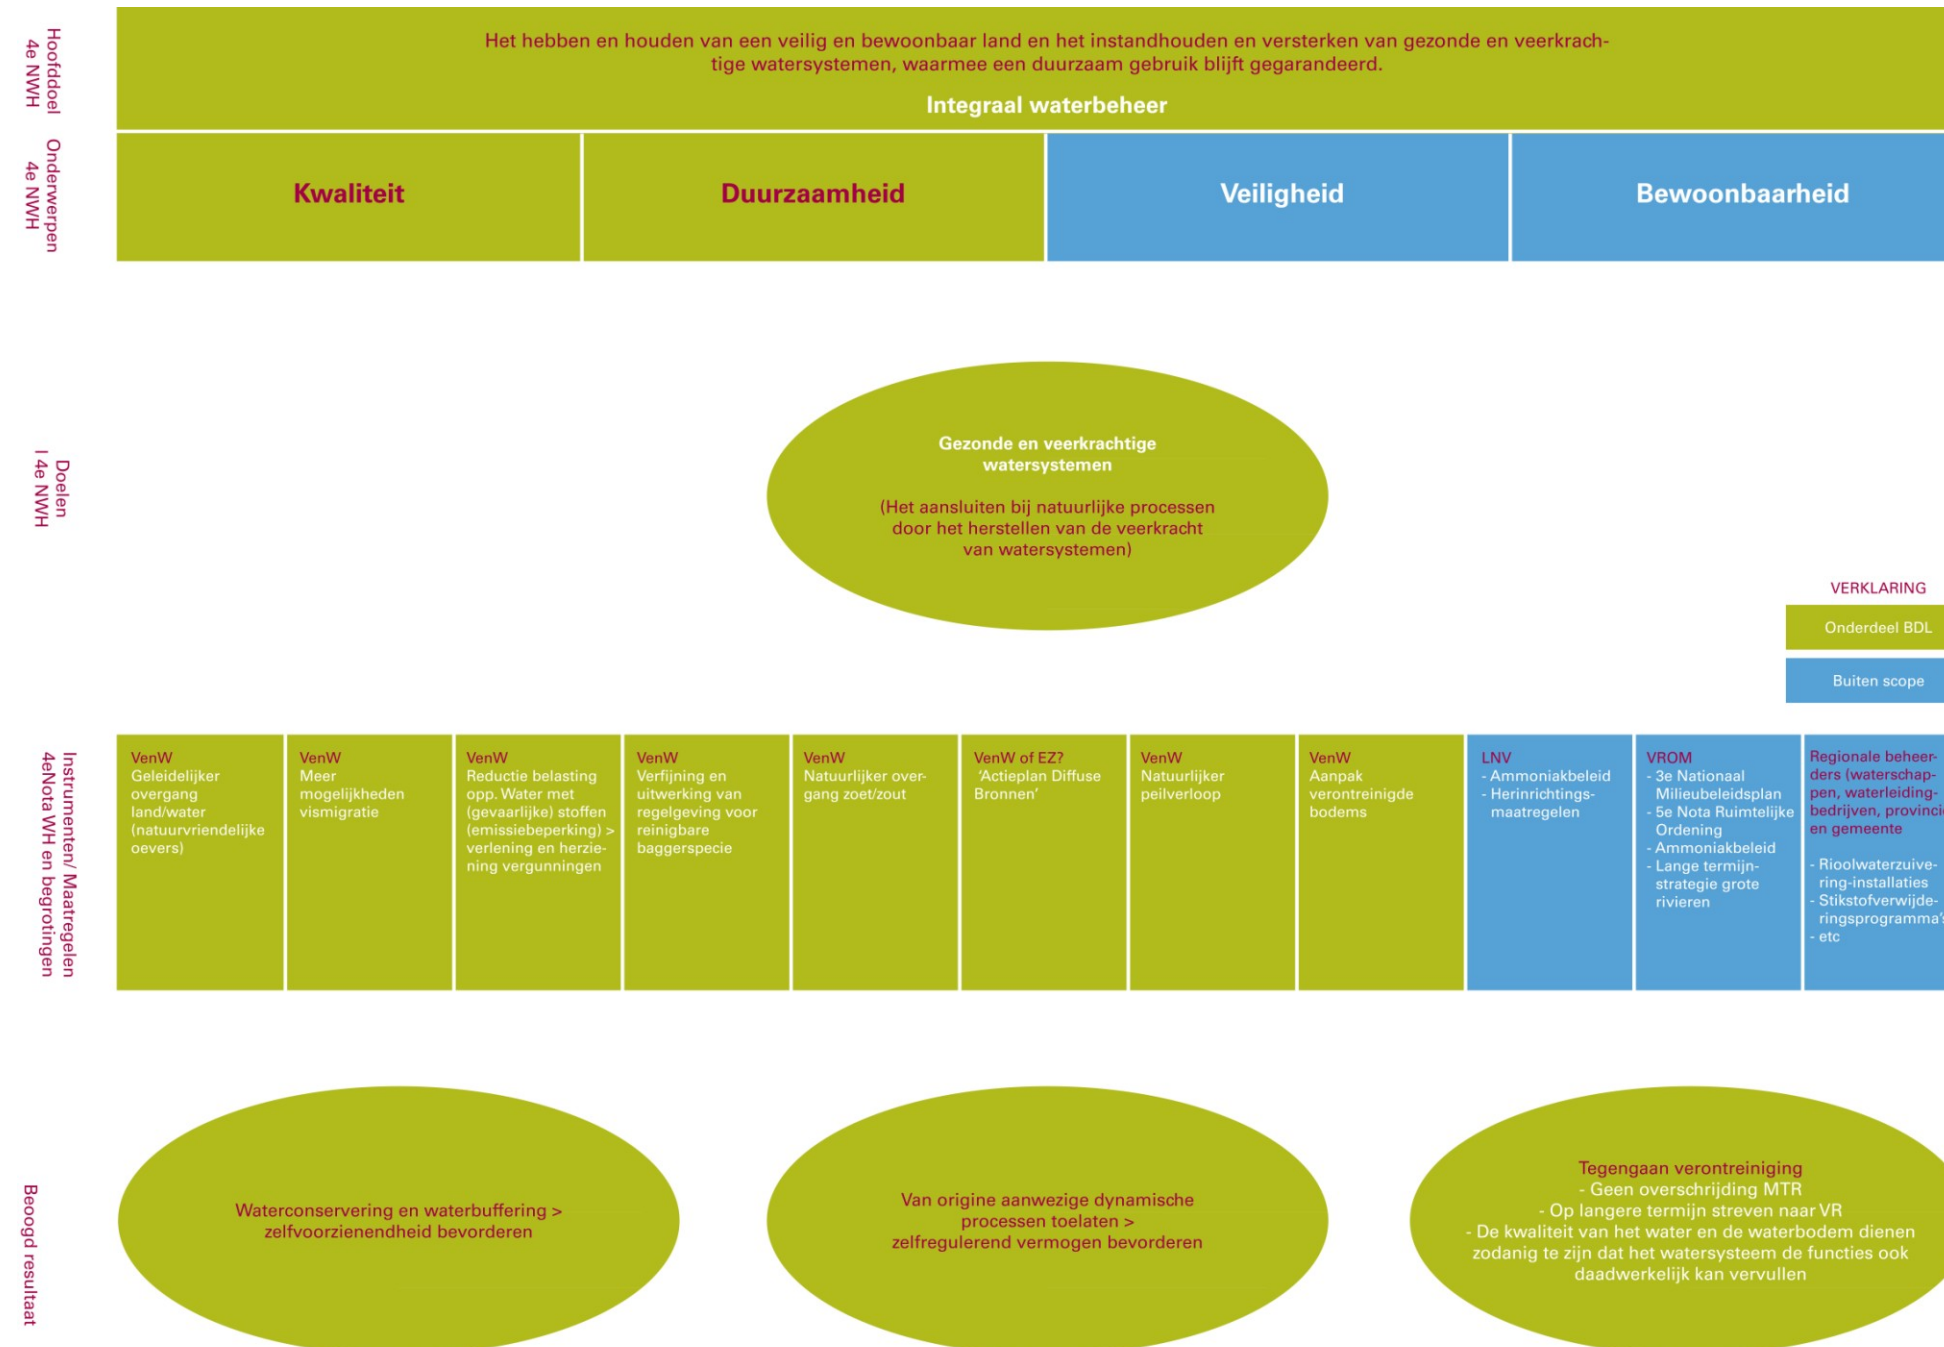 Hoofddoel
4e NWH
Het hebben en houden van een veilig en bewoonbaar land en het instandhouden en versterken van gezonde en veerkrach-
tige watersystemen, waarmee een duurzaam gebruik blijft gegarandeerd.
Integraal waterbeheer
Onderwerpen
4e NWH
Kwaliteit
Duurzaamheid
Veiligheid
Bewoonbaarheid
Doelen
l 4e NWH
Gezonde en veerkrachtige
watersystemen
(Het aansluiten bij natuurlijke processen
door het herstellen van de veerkracht
van watersystemen)
VERKLARING
Onderdeel BDL
Buiten scope
Instrumenten/ Maatregelen
4eNota WH en begrotingen
VenW
Geleidelijker
overgang
land/water
(natuurvriendelijke
oevers)
VenW
Meer
mogelijkheden
vismigratie
VenW
Reductie belasting
opp. Water met
(gevaarlijke) stoffen
(emissiebeperking) >
verlening en herzie-
ning vergunningen
VenW
Verfijning en
uitwerking van
regelgeving voor
reinigbare
baggerspecie
VenW
Natuurlijker over-
gang zoet/zout
VenW of EZ?
'Actieplan Diffuse
Bronnen'
VenW
Natuurlijker
peilverloop
VenW
Aanpak
verontreinigde
bodems
LNV
- Ammoniakbeleid
- Herinrichtings-
maatregelen
VROM
- 3e Nationaal
Milieubeleidsplan
- 5e Nota Ruimtelijke
Ordening
- Ammoniakbeleid
- Lange termijn-
strategie grote
rivieren
Regionale beheer-
ders (waterschap-
pen, waterleiding-
bedrijven, provincie
en gemeente
- Rioolwaterzuive-
ring-installaties
- Stikstofverwijde-
ringsprogramma's
- etc
Beoogd resultaat
Waterconservering en waterbuffering >
zelfvoorzienendheid bevorderen
Van origine aanwezige dynamische
processen toelaten >
zelfregulerend vermogen bevorderen
Tegengaan verontreiniging
- Geen overschrijding MTR
- Op langere termijn streven naar VR
- De kwaliteit van het water en de waterbodem dienen
zodanig te zijn dat het watersysteem de functies ook
daadwerkelijk kan vervullen